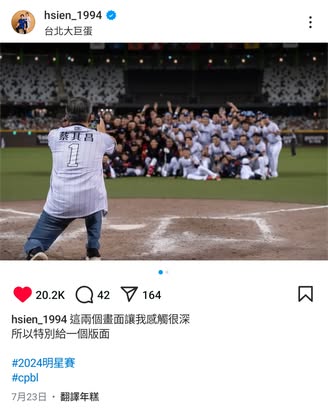 hsien_1994
台北大巨蛋
蔡其昌
1
20.2K
42
164
hsien_1994 這兩個畫面讓我感觸很深
所以特別給一個版面
#2024明星賽
#cpbl
7月23日 · 翻譯年糕